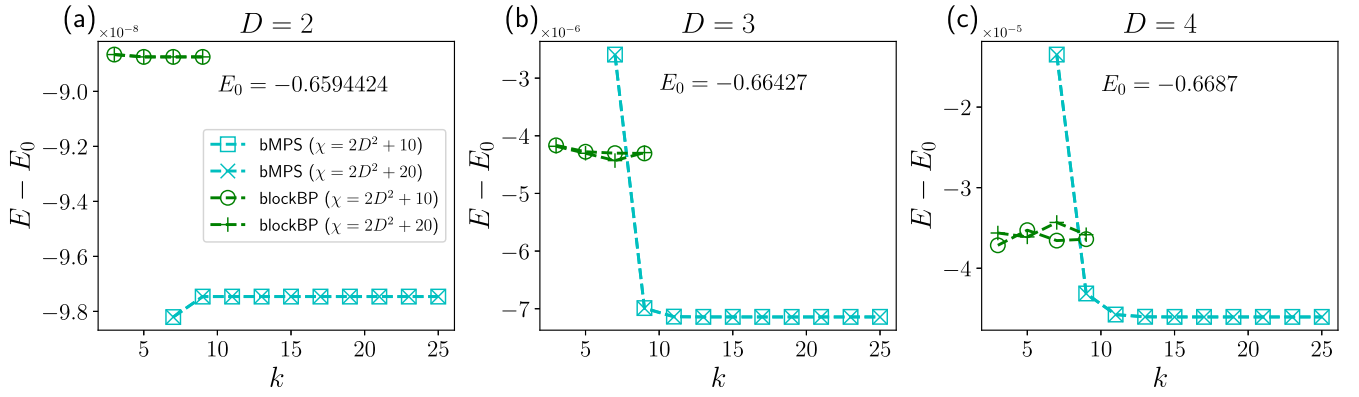 (a)
D = 2
×10⁻⁸
E₀ = −0.6594424
bMPS (χ = 2D² + 10)
bMPS (χ = 2D² + 20)
blockBP (χ = 2D² + 10)
blockBP (χ = 2D² + 20)
E − E₀
−9.0
−9.2
−9.4
−9.6
−9.8
5 10 15 20 25
k
(b)
D = 3
×10⁻⁶
E₀ = −0.66427
E − E₀
−3
−4
−5
−6
−7
5 10 15 20 25
k
(c)
D = 4
×10⁻⁵
E₀ = −0.6687
E − E₀
−2
−3
−4
5 10 15 20 25
k